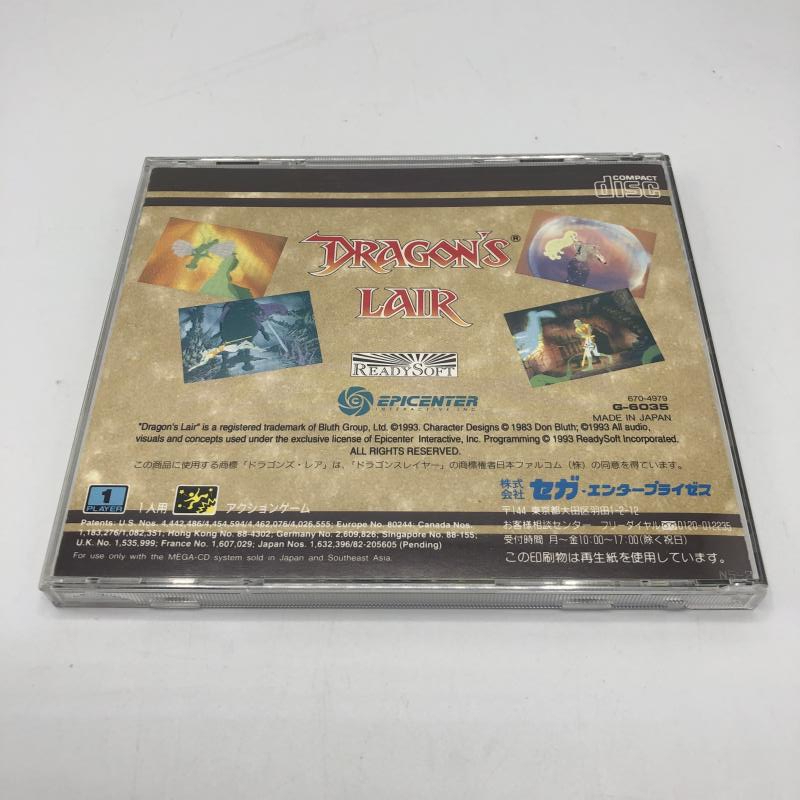 COMPACT
disc
DRAGON'S®
LAIR
READYSOFT
EPICENTER
INTERACTIVE INC.
670-4979
G-6035
MADE IN JAPAN
"Dragon's Lair" is a registered trademark of Bluth Group, Ltd. ©1993. Character Designs © 1983 Don Bluth; ©1993 All audio,
visuals and concepts used under the exclusive license of Epicenter Interactive, Inc. Programming © 1993 ReadySoft Incorporated.
ALL RIGHTS RESERVED.
この商品に使用する商標「ドラゴンズ・レア」は、「ドラゴンスレイヤー」の商標権者日本ファルコム（株）の同意を得ています。
1
PLAYER
1人用
アクションゲーム
Patents: U.S. Nos. 4,442,486/4,454,594/4,462,076/4,026,555; Europe No. 80244; Canada Nos.
1,183,276/1,082,351; Hong Kong No. 88-4302; Germany No. 2,609,826; Singapore No. 88-155;
U.K. No. 1,535,999; France No. 1,607,029; Japan Nos. 1,632,396/82-205605 (Pending)
For use only with the MEGA-CD system sold in Japan and Southeast Asia.
株式会社 セガ・エンタープライゼス
〒144 東京都大田区羽田1-2-12
お客様相談センター フリーダイヤル 0120-012235
受付時間 月～金10:00～17:00(除く祝日)
この印刷物は再生紙を使用しています。